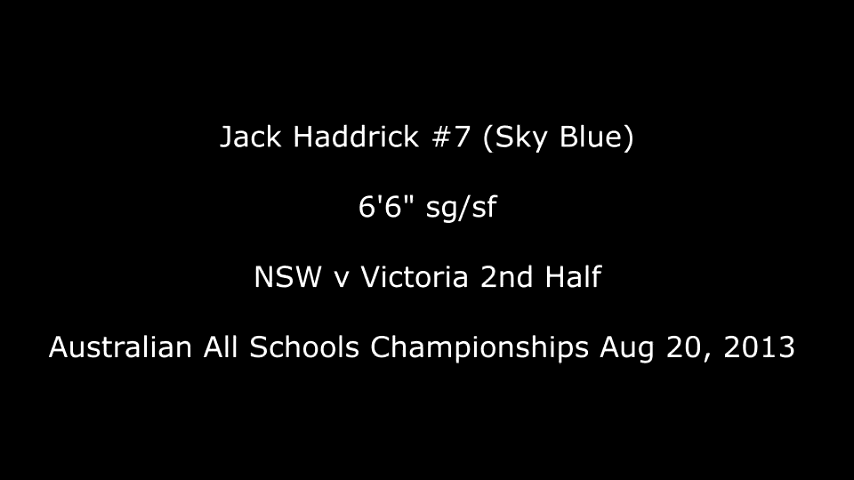 Jack Haddrick #7 (Sky Blue)
6'6" sg/sf
NSW v Victoria 2nd Half
Australian All Schools Championships Aug 20, 2013